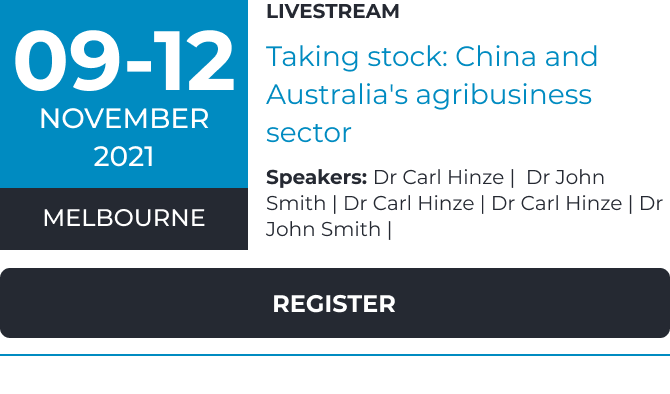 09-12
NOVEMBER
2021
MELBOURNE
LIVESTREAM
Taking stock: China and
Australia's agribusiness
sector
Speakers: Dr Carl Hinze | Dr John
Smith | Dr Carl Hinze | Dr Carl Hinze | Dr
John Smith |
REGISTER